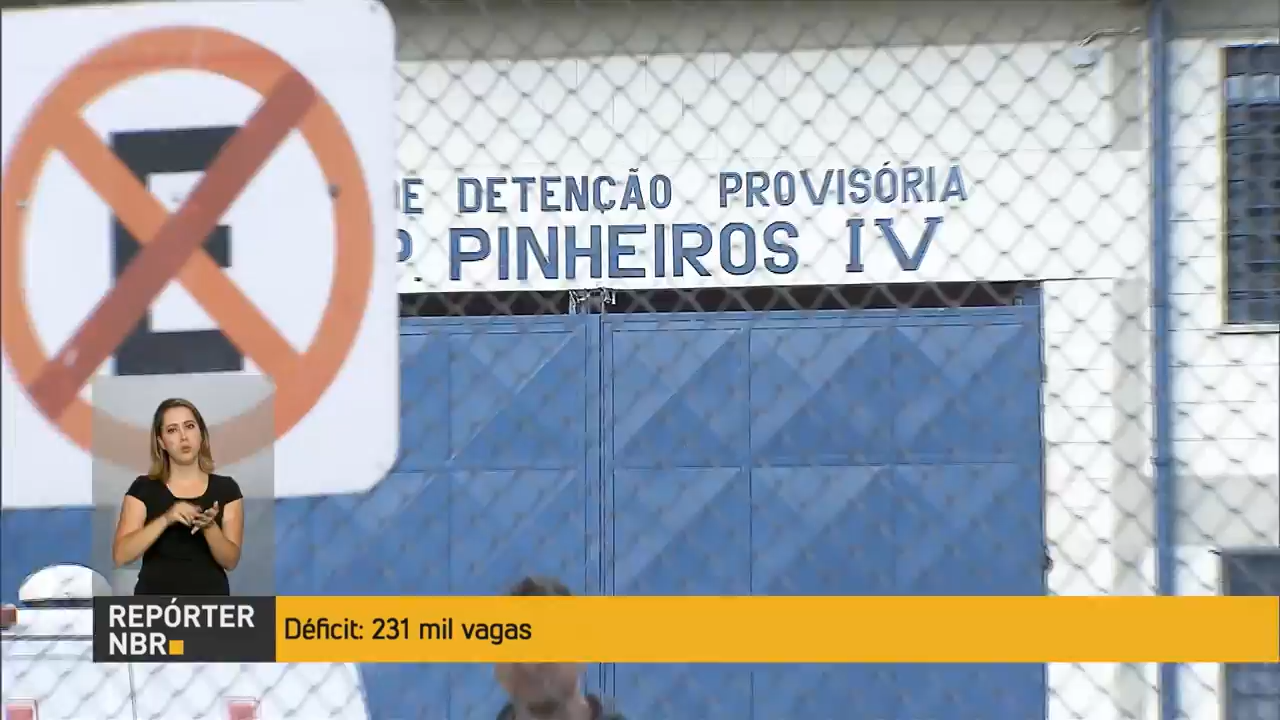 E
DE DETENÇÃO PROVISÓRIA
P PINHEIROS IV
REPÓRTER
NBR
Déficit: 231 mil vagas